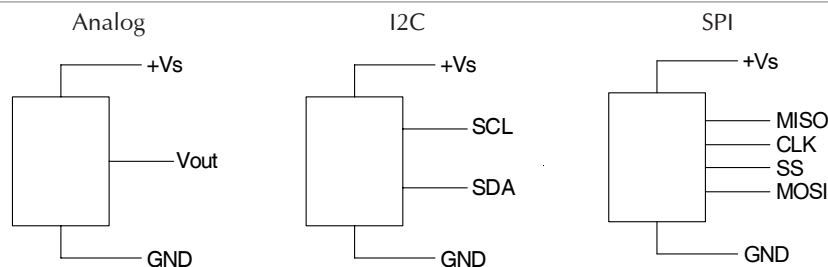 Analog
+Vs
Vout
GND
I2C
+Vs
SCL
SDA
GND
SPI
+Vs
MISO
CLK
SS
MOSI
GND